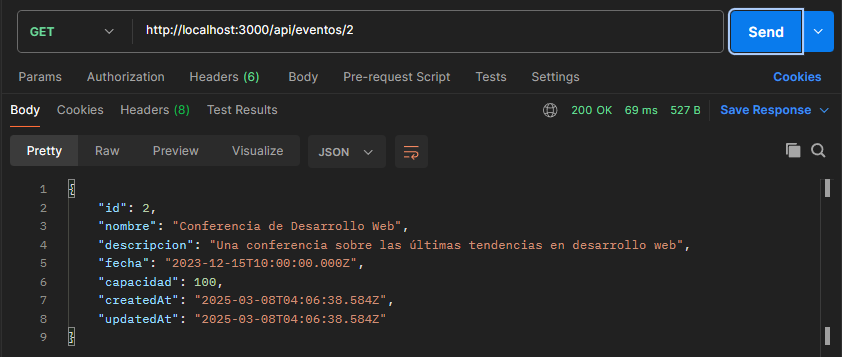 GET http://localhost:3000/api/eventos/2 Send
Params Authorization Headers (6) Body Pre-request Script Tests Settings Cookies
Body Cookies Headers (8) Test Results 200 OK 69 ms 527 B Save Response
Pretty Raw Preview Visualize JSON
1 {
2 "id": 2,
3 "nombre": "Conferencia de Desarrollo Web",
4 "descripcion": "Una conferencia sobre las últimas tendencias en desarrollo web",
5 "fecha": "2023-12-15T10:00:00.000Z",
6 "capacidad": 100,
7 "createdAt": "2025-03-08T04:06:38.584Z",
8 "updatedAt": "2025-03-08T04:06:38.584Z"
9 }